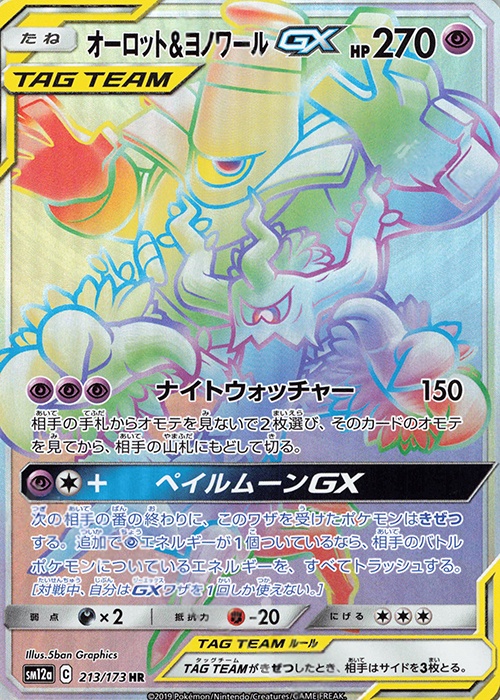 たね
オーロット&ヨノワールGX HP270
TAG TEAM
ナイトウォッチャー 150
相手の手札からオモテを見ないで2枚選び、そのカードのオモテ
を見てから、相手の山札にもどして切る。
+ ペイルムーンGX
次の相手の番の終わりに、このワザを受けたポケモンはきぜつ
する。追加でエネルギーが1個ついているなら、相手のバトル
ポケモンについているエネルギーを、すべてトラッシュする。
[対戦中、自分はGXワザを1回しか使えない。]
弱点 ×2 抵抗力 -20 にげる
Illus.5ban Graphics
sm12a C 213/173 HR
TAG TEAM ルール
TAG TEAMがきぜつしたとき、相手はサイドを3枚とる。
©2019 Pokémon/Nintendo/Creatures/GAME FREAK.